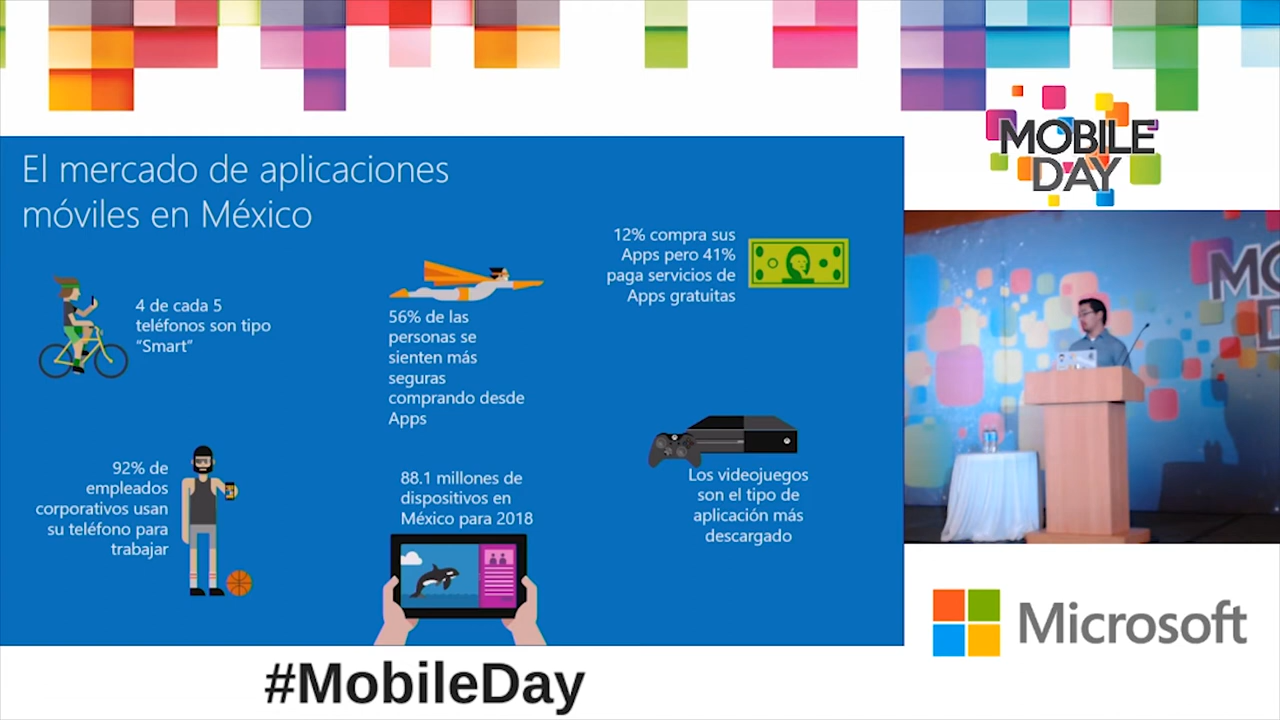 MOBILE
DAY
El mercado de aplicaciones
móviles en México
4 de cada 5
teléfonos son tipo
“Smart”
56% de las
personas se
sienten más
seguras
comprando desde
Apps
12% compra sus
Apps pero 41%
paga servicios de
Apps gratuitas
92% de
empleados
corporativos usan
su teléfono para
trabajar
88.1 millones de
dispositivos en
México para 2018
Los videojuegos
son el tipo de
aplicación más
descargado
Microsoft
#MobileDay